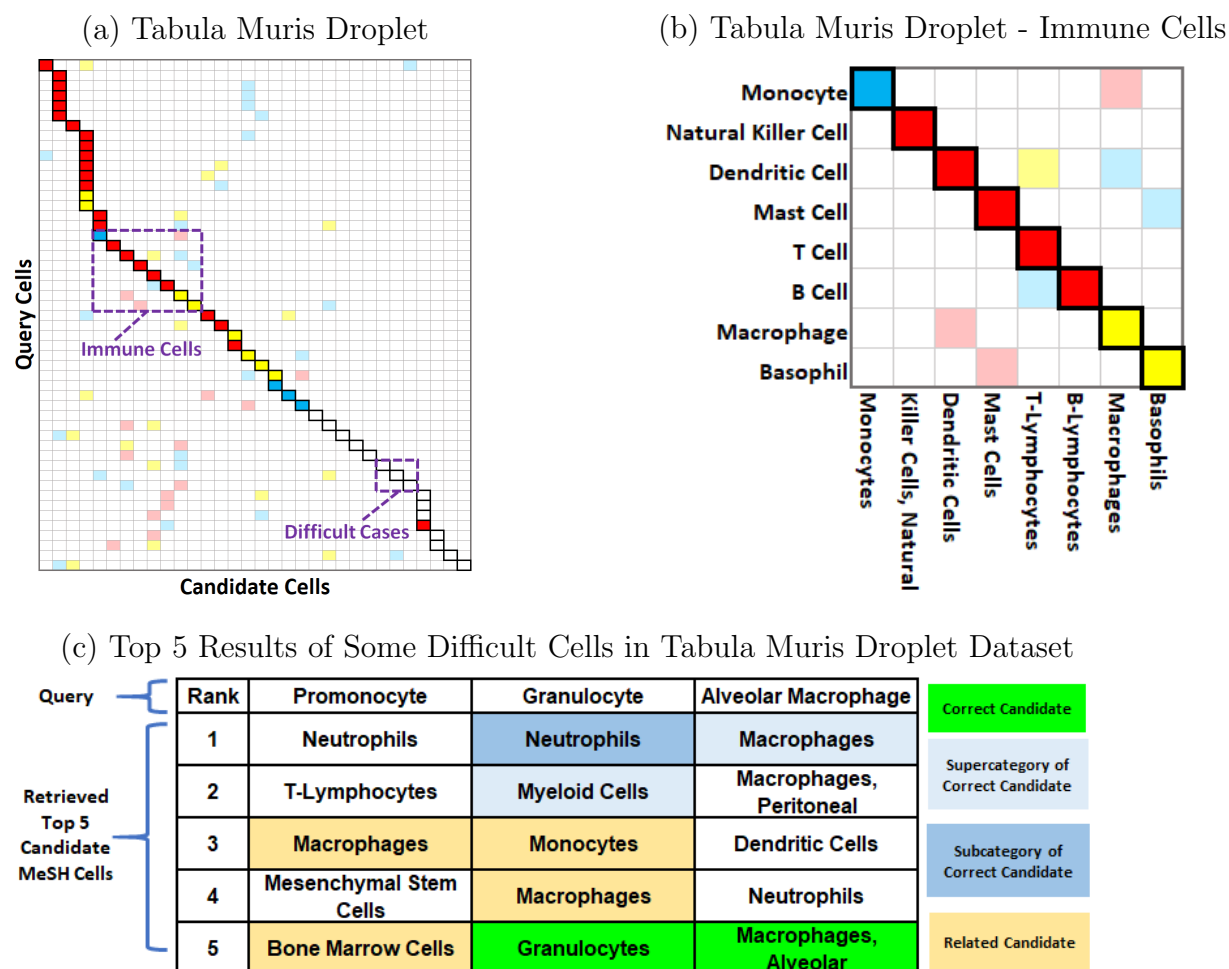 (a) Tabula Muris Droplet
Query Cells
Immune Cells
Difficult Cases
Candidate Cells
(b) Tabula Muris Droplet - Immune Cells
Monocyte
Natural Killer Cell
Dendritic Cell
Mast Cell
T Cell
B Cell
Macrophage
Basophil
Monocytes
Killer Cells, Natural
Dendritic Cells
Mast Cells
T-Lymphocytes
B-Lymphocytes
Macrophages
Basophils
(c) Top 5 Results of Some Difficult Cells in Tabula Muris Droplet Dataset
Query
Rank Promonocyte Granulocyte Alveolar Macrophage
1 Neutrophils Neutrophils Macrophages
2 T-Lymphocytes Myeloid Cells Macrophages,
Peritoneal
3 Macrophages Monocytes Dendritic Cells
4 Mesenchymal Stem
Cells Macrophages Neutrophils
5 Bone Marrow Cells Granulocytes Macrophages,
Alveolar
Retrieved
Top 5
Candidate
MeSH Cells
Correct Candidate
Supercategory of
Correct Candidate
Subcategory of
Correct Candidate
Related Candidate